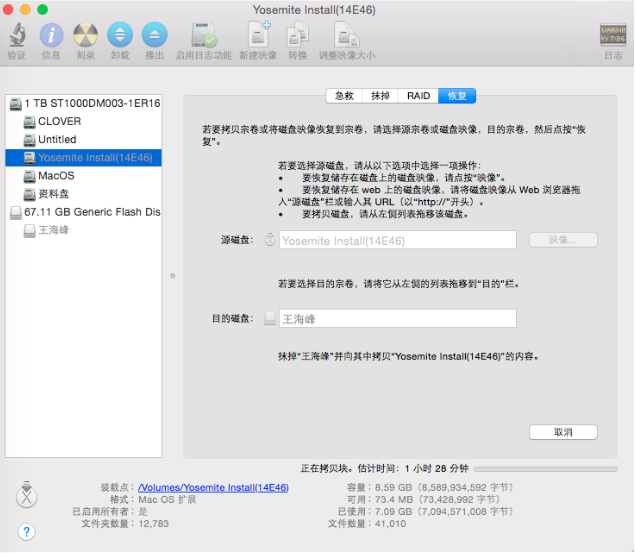 Yosemite Install(14E46)
验证 信息 刻录 卸载 推出 启用日志功能 新建映像 转换 调整映像大小 日志
WARNI
AY 7:36
1 TB ST1000DM003-1ER16
CLOVER
Untitled
Yosemite Install(14E46)
MacOS
资料盘
67.11 GB Generic Flash Dis
王海峰
急救 抹掉 RAID 恢复
若要拷贝宗卷或将磁盘映像恢复到宗卷，请选择源宗卷或磁盘映像，目的宗卷，然后点按“恢
复”。
若要选择源磁盘，请从以下选项中选择一项操作：
• 要恢复储存在磁盘上的磁盘映像，请点按“映像”。
• 要恢复储存在 web 上的磁盘映像，请将磁盘映像从 Web 浏览器拖
入“源磁盘”栏或输入其 URL（以“http://”开头）。
• 要拷贝磁盘，请从左侧列表拖移该磁盘。
源磁盘： Yosemite Install(14E46) 映像...
若要选择目的宗卷，请将它从左侧的列表拖移到“目的”栏。
目的磁盘： 王海峰
抹掉“王海峰”并向其中拷贝“Yosemite Install(14E46)”的内容。
取消
正在拷贝块。估计时间：1 小时 28 分钟
装载点：/Volumes/Yosemite Install(14E46) 容量：8.59 GB（8,589,934,592 字节）
格式：Mac OS 扩展 可用：73.4 MB（73,428,992 字节）
已启用所有者：是 已使用：7.09 GB（7,094,571,008 字节）
文件夹数量：12,783 文件数量：41,010
?